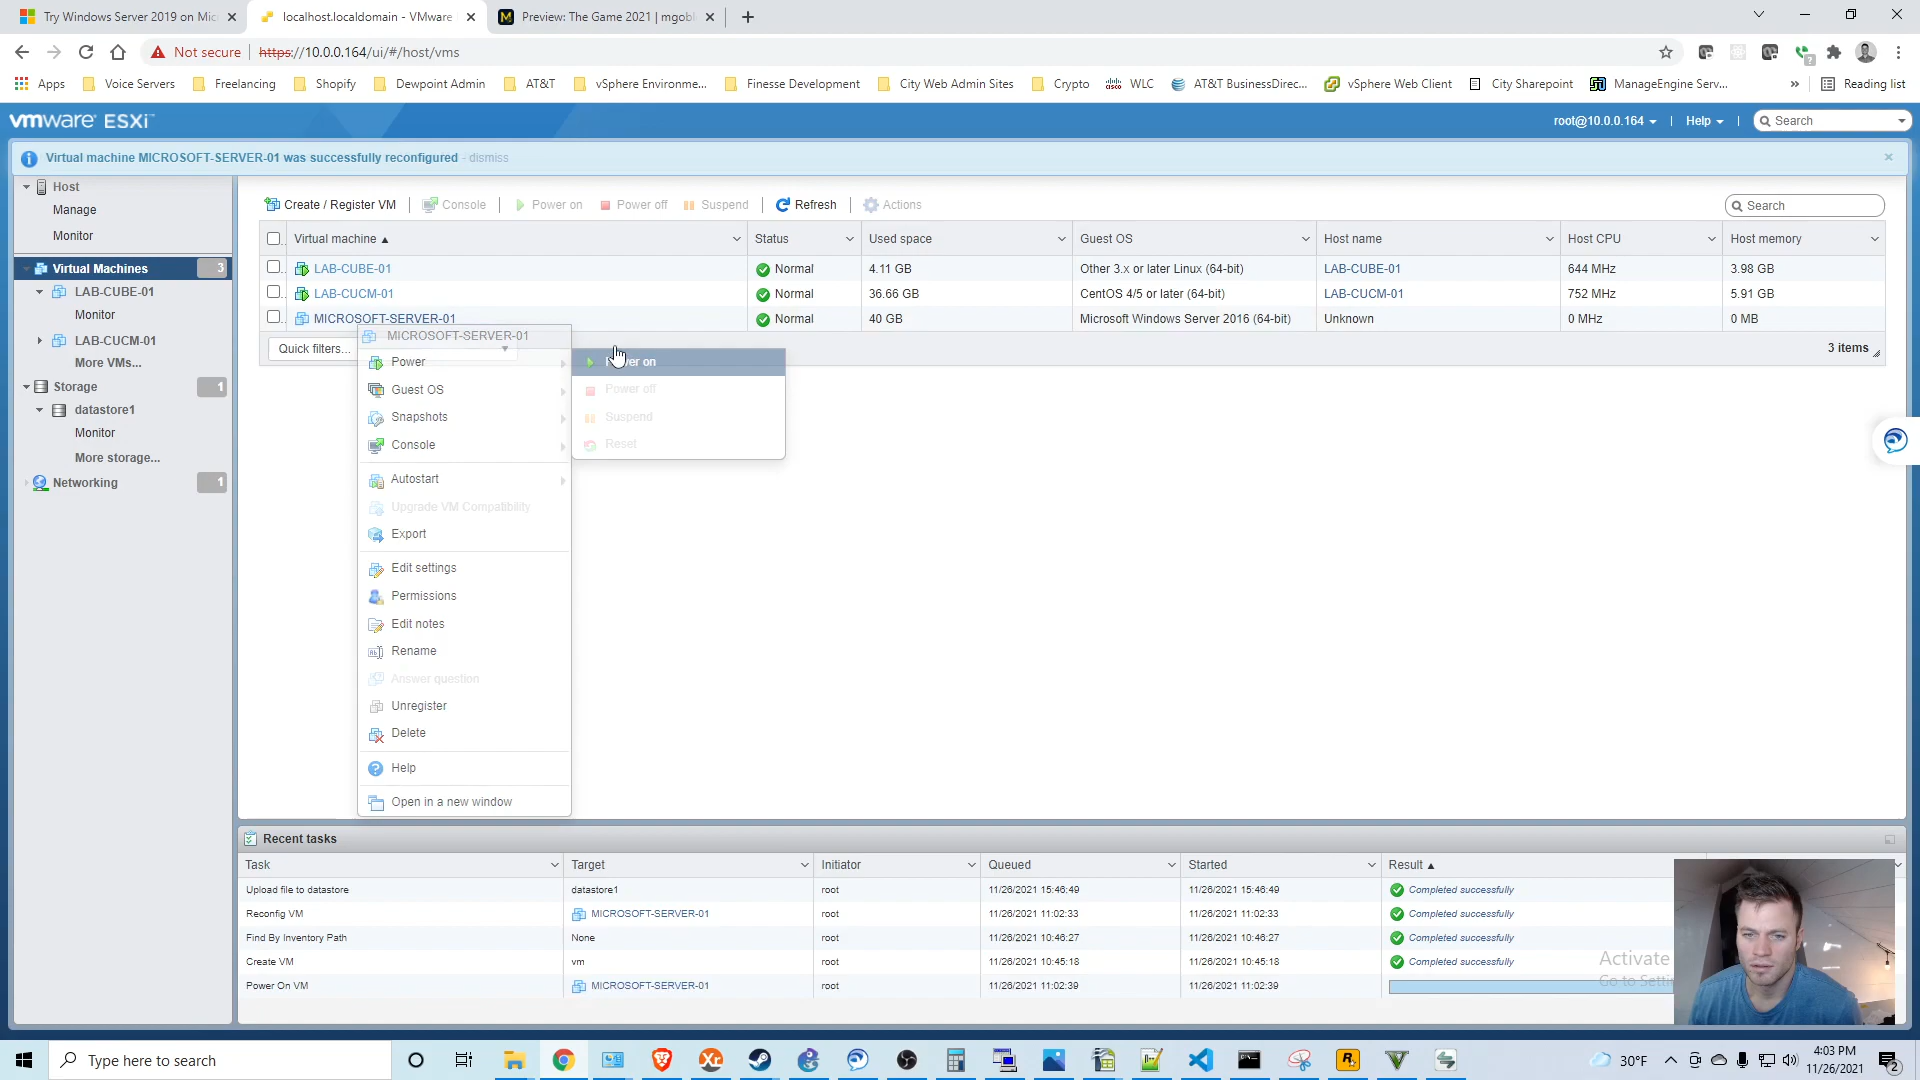 Try Windows Server 2019 on Mic
localhost.localdomain - VMware
Preview: The Game 2021 | mgobl
Not secure
https://10.0.0.164/ui/#/host/vms
Apps
Voice Servers
Freelancing
Shopify
Dewpoint Admin
AT&T
vSphere Environme...
Finesse Development
City Web Admin Sites
Crypto
WLC
AT&T BusinessDirec...
vSphere Web Client
City Sharepoint
ManageEngine Serv...
»
Reading list
vmware ESXi
root@10.0.0.164
Help
Search
Virtual machine MICROSOFT-SERVER-01 was successfully reconfigured - dismiss
Host
Manage
Monitor
Virtual Machines 3
LAB-CUBE-01
Monitor
LAB-CUCM-01
More VMs...
Storage 1
datastore1
Monitor
More storage...
Networking 1
Create / Register VM
Console
Power on
Power off
Suspend
Refresh
Actions
Search
Virtual machine Status Used space Guest OS Host name Host CPU Host memory
LAB-CUBE-01 Normal 4.11 GB Other 3.x or later Linux (64-bit) LAB-CUBE-01 644 MHz 3.98 GB
LAB-CUCM-01 Normal 36.66 GB CentOS 4/5 or later (64-bit) LAB-CUCM-01 752 MHz 5.91 GB
MICROSOFT-SERVER-01 Normal 40 GB Microsoft Windows Server 2016 (64-bit) Unknown 0 MHz 0 MB
Quick filters...
3 items
MICROSOFT-SERVER-01
Power
Guest OS
Snapshots
Console
Autostart
Upgrade VM Compatibility
Export
Edit settings
Permissions
Edit notes
Rename
Answer question
Unregister
Delete
Help
Open in a new window
Power off
Suspend
Reset
Recent tasks
Task Target Initiator Queued Started Result
Upload file to datastore datastore1 root 11/26/2021 15:46:49 11/26/2021 15:46:49 Completed successfully
Reconfig VM MICROSOFT-SERVER-01 root 11/26/2021 11:02:33 11/26/2021 11:02:33 Completed successfully
Find By Inventory Path None root 11/26/2021 10:46:27 11/26/2021 10:46:27 Completed successfully
Create VM vm root 11/26/2021 10:45:18 11/26/2021 10:45:18 Completed successfully
Power On VM MICROSOFT-SERVER-01 root 11/26/2021 11:02:39 11/26/2021 11:02:39
Activate
Go to Setti
Type here to search
30°F
4:03 PM
11/26/2021
2